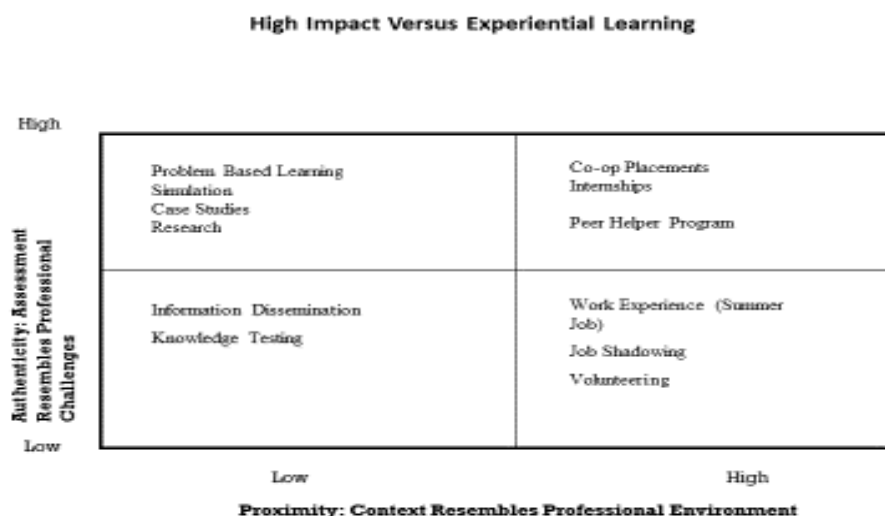 High Impact Versus Experiential Learning
High
Problem Based Learning
Simulation
Case Studies
Research
Co-op Placements
Internships
Peer Helper Program
Authenticity: Assessment
Resembles Professional
Challenges
Information Dissemination
Knowledge Testing
Work Experience (Summer
Job)
Job Shadowing
Volunteering
Low
Low
High
Proximity: Context Resembles Professional Environment